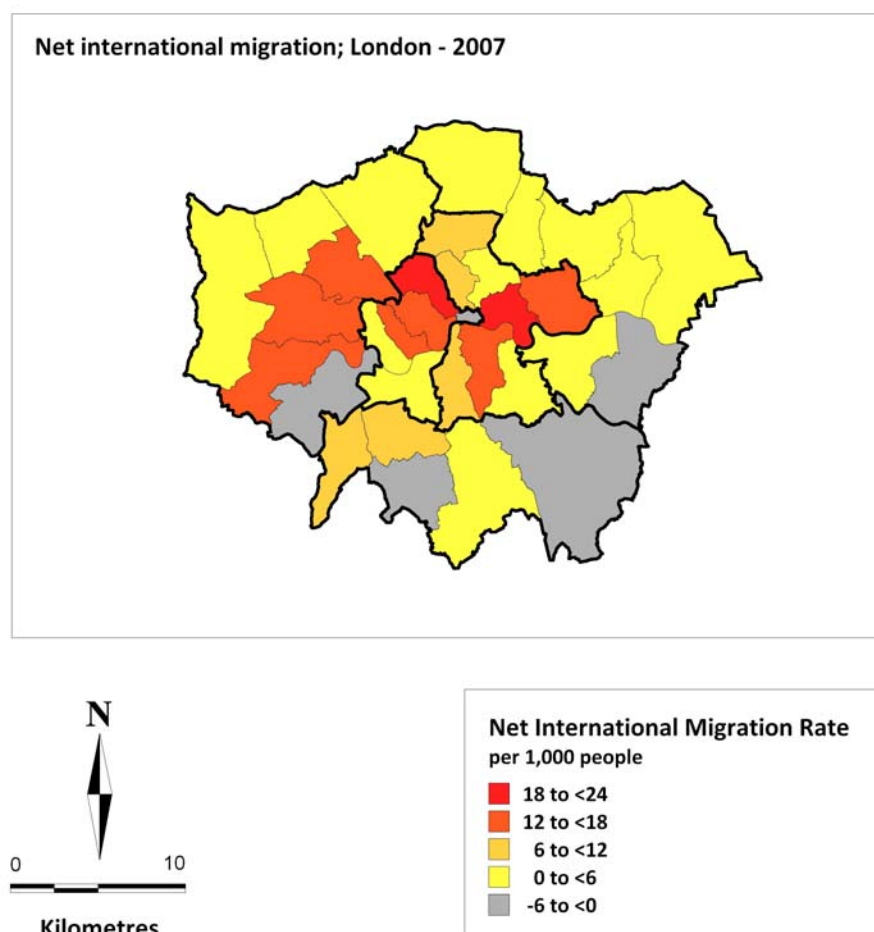 Net international migration; London - 2007
N
0 10
Kilometres
Net International Migration Rate
per 1,000 people
18 to <24
12 to <18
6 to <12
0 to <6
-6 to <0